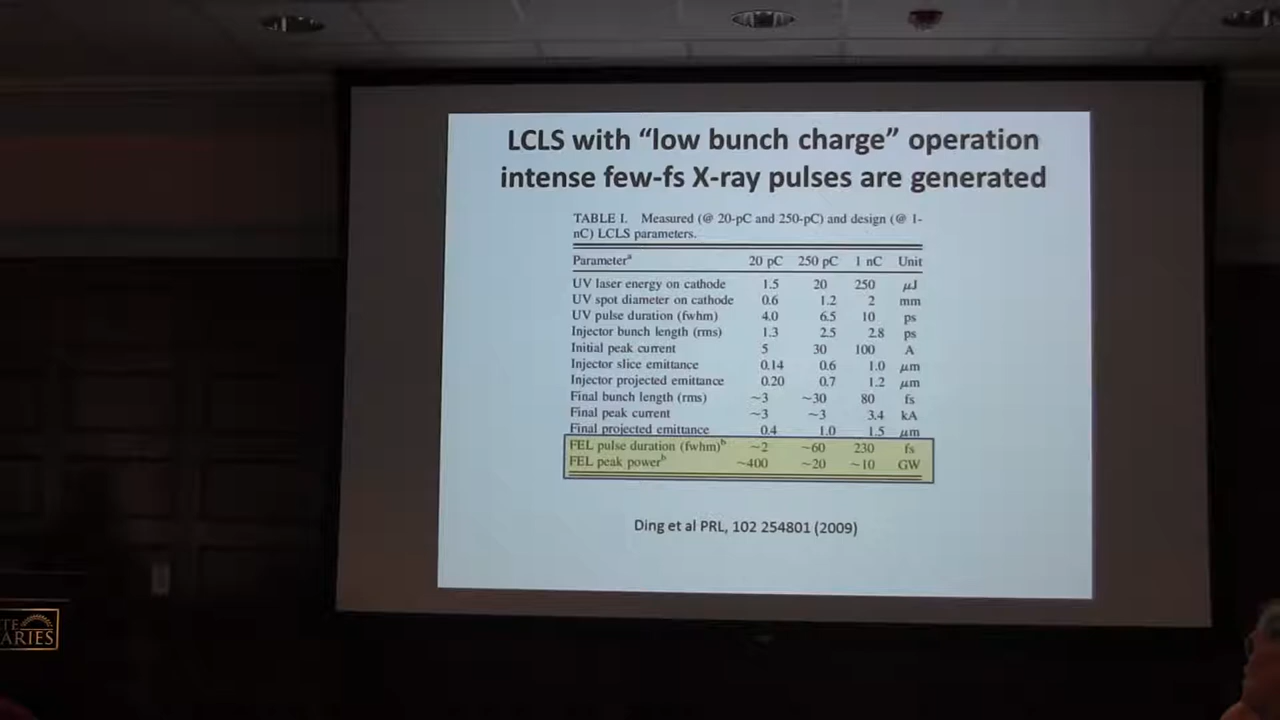 LCLS with “low bunch charge” operation
intense few-fs X-ray pulses are generated
TABLE I. Measured (@ 20-pC and 250-pC) and design (@ 1-
nC) LCLS parameters.
Parameterᵃ 20 pC 250 pC 1 nC Unit
UV laser energy on cathode 1.5 20 250 μJ
UV spot diameter on cathode 0.6 1.2 2 mm
UV pulse duration (fwhm) 4.0 6.5 10 ps
Injector bunch length (rms) 1.3 2.5 2.8 ps
Initial peak current 5 30 100 A
Injector slice emittance 0.14 0.6 1.0 μm
Injector projected emittance 0.20 0.7 1.2 μm
Final bunch length (rms) ~3 ~30 80 fs
Final peak current ~3 ~3 3.4 kA
Final projected emittance 0.4 1.0 1.5 μm
FEL pulse duration (fwhm)ᵇ ~2 ~60 230 fs
FEL peak powerᵇ ~400 ~20 ~10 GW
Ding et al PRL, 102 254801 (2009)
TE
ARIES